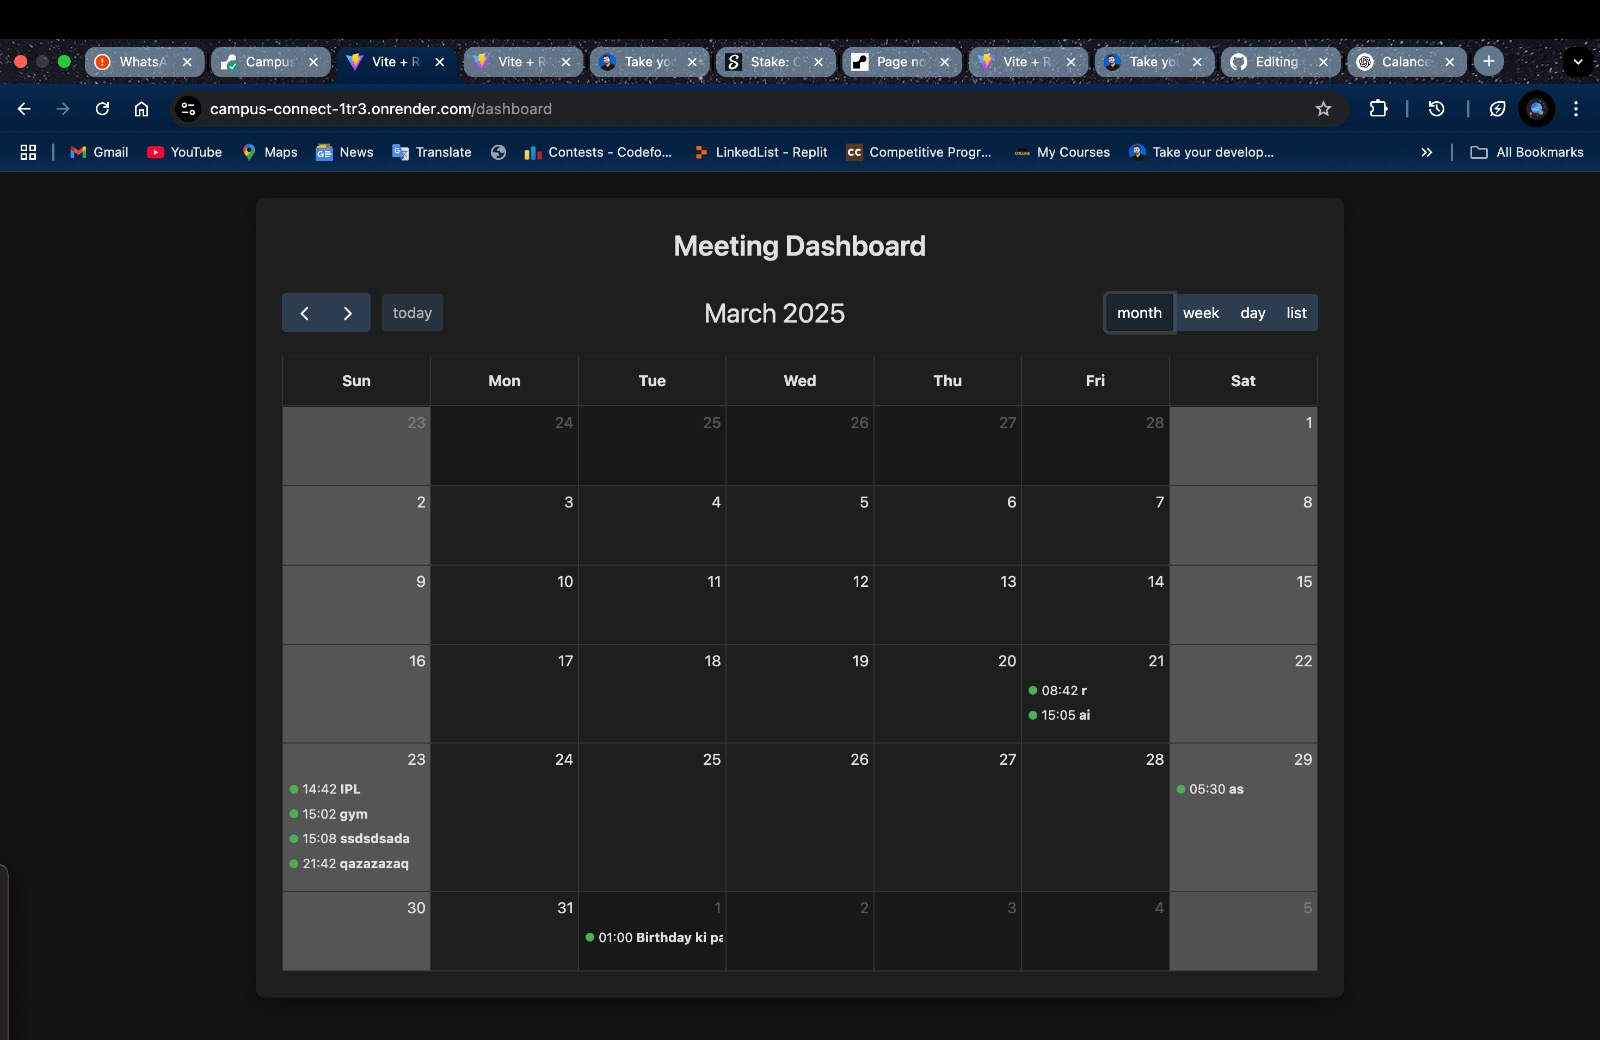 WhatsA
Campus
Vite + R
Vite + R
Take yo
Stake: C
Page no
Vite + R
Take yo
Editing
Calance
campus-connect-1tr3.onrender.com/dashboard
Gmail
YouTube
Maps
News
Translate
Contests - Codefo...
LinkedList - Replit
CC Competitive Progr...
My Courses
Take your develop...
All Bookmarks
Meeting Dashboard
today
March 2025
month week day list
Sun Mon Tue Wed Thu Fri Sat
23 24 25 26 27 28 1
2 3 4 5 6 7 8
9 10 11 12 13 14 15
16 17 18 19 20 21 22
08:42 r
15:05 ai
23 24 25 26 27 28 29
14:42 IPL
15:02 gym
15:08 ssdsdsada
21:42 qazazazaq
05:30 as
30 31 1 2 3 4 5
01:00 Birthday ki pa